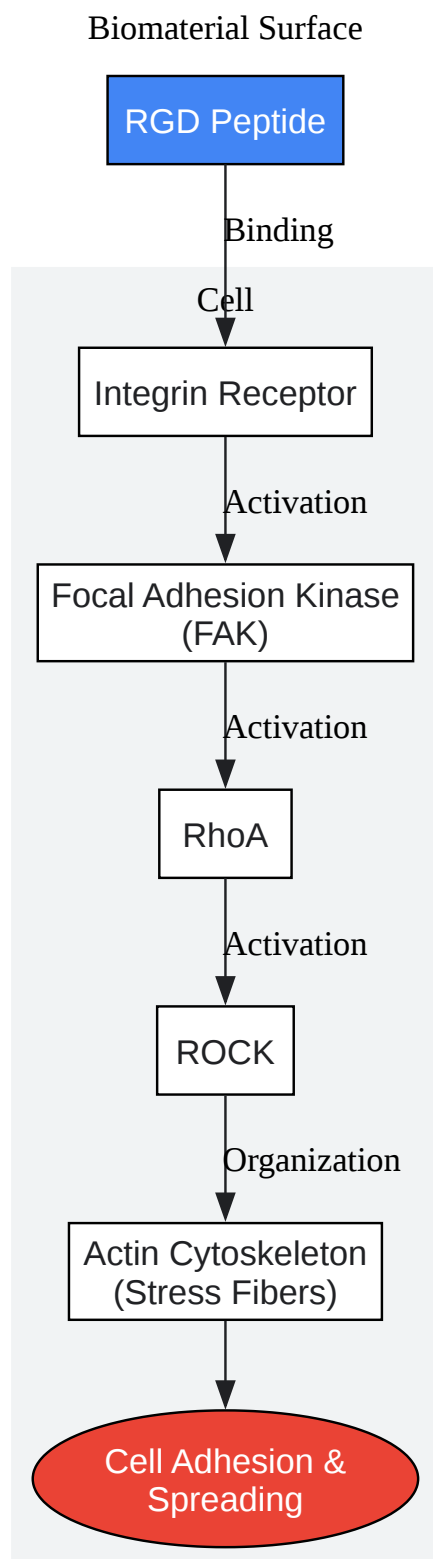 Biomaterial Surface
RGD Peptide
Binding
Cell
Integrin Receptor
Activation
Focal Adhesion Kinase
(FAK)
Activation
RhoA
Activation
ROCK
Organization
Actin Cytoskeleton
(Stress Fibers)
Cell Adhesion &
Spreading